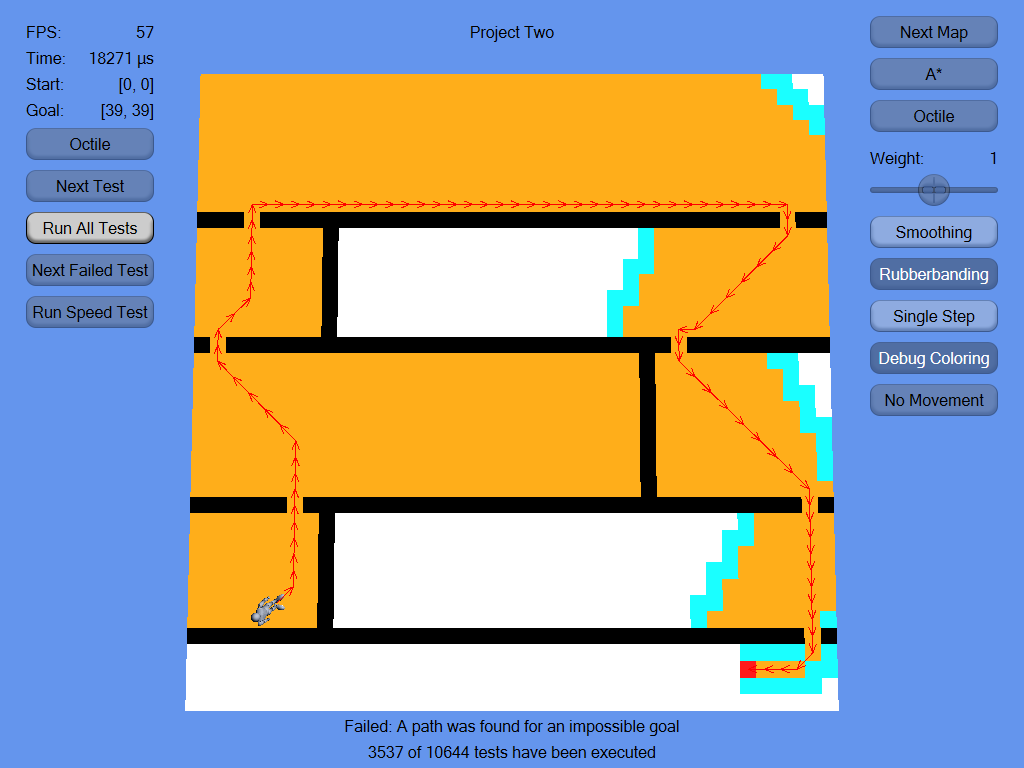 FPS: 57
Time: 18271 µs
Start: [0, 0]
Goal: [39, 39]
Octile
Next Test
Run All Tests
Next Failed Test
Run Speed Test
Project Two
Next Map
A*
Octile
Weight: 1
Smoothing
Rubberbanding
Single Step
Debug Coloring
No Movement
Failed: A path was found for an impossible goal
3537 of 10644 tests have been executed